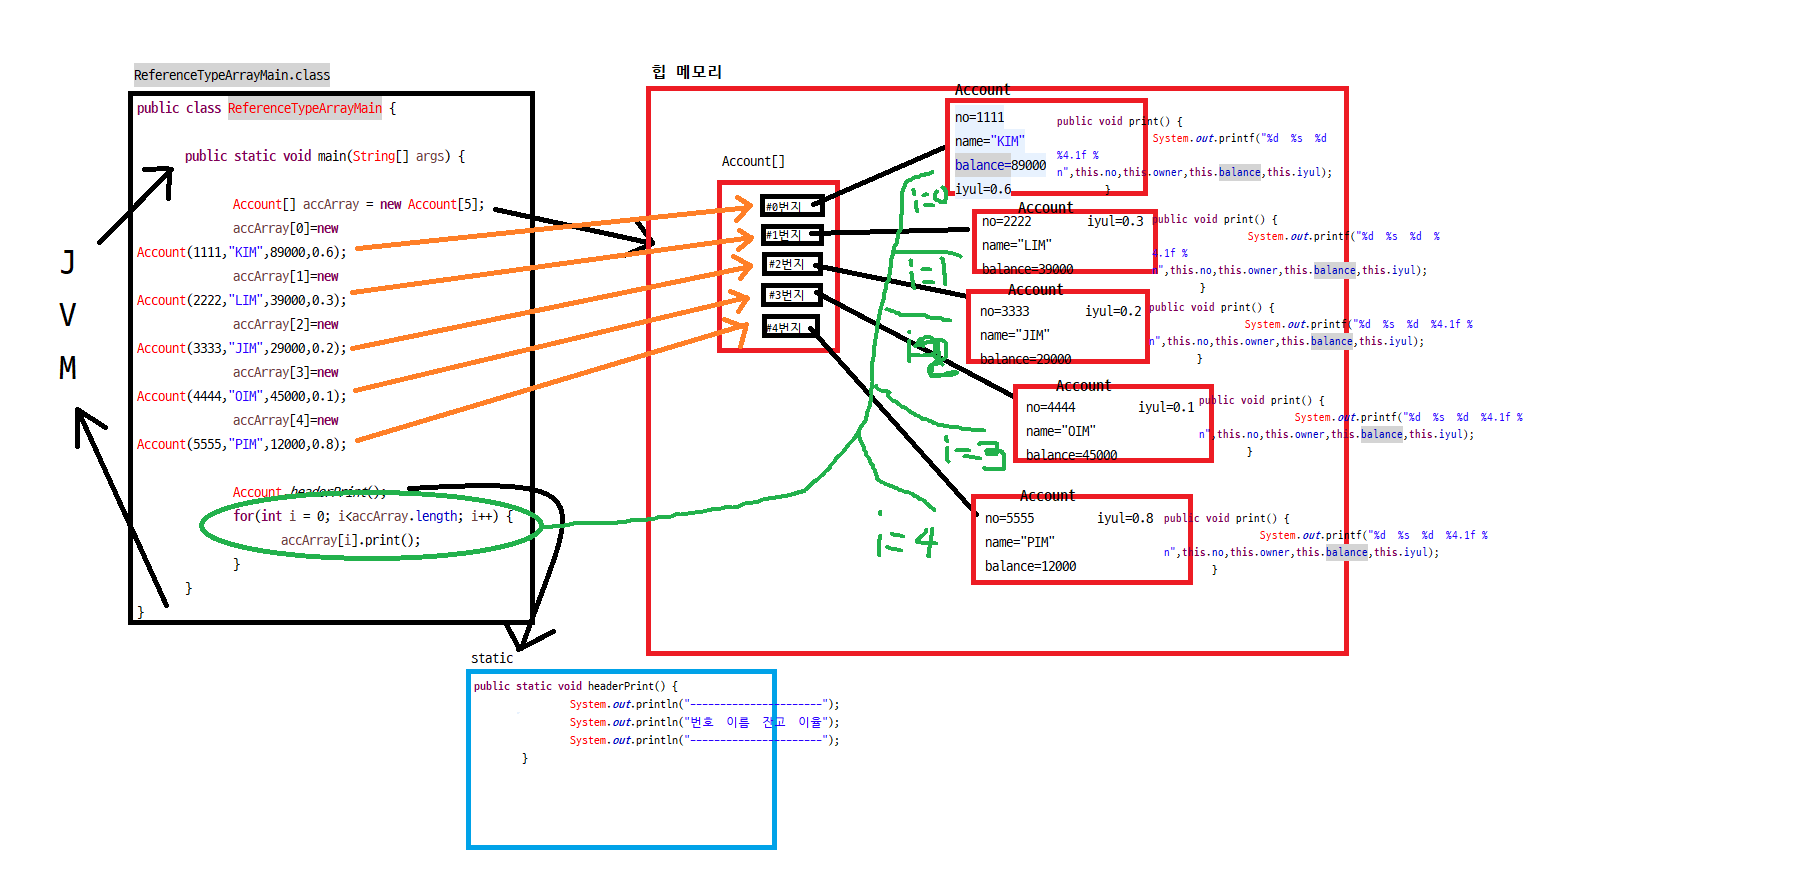 ReferenceTypeArrayMain.class
public class ReferenceTypeArrayMain {
public static void main(String[] args) {
Account[] accArray = new Account[5];
accArray[0]=new
Account(1111,"KIM",89000,0.6);
accArray[1]=new
Account(2222,"LIM",39000,0.3);
accArray[2]=new
Account(3333,"JIM",29000,0.2);
accArray[3]=new
Account(4444,"OIM",45000,0.1);
accArray[4]=new
Account(5555,"PIM",12000,0.8);
Account.headerPrint();
for(int i = 0; i<accArray.length; i++) {
accArray[i].print();
}
}
}
J
V
M
힙 메모리
Account[]
#0번지
#1번지
#2번지
#3번지
#4번지
Account
no=1111
name="KIM"
balance=89000
iyul=0.6
public void print() {
System.out.printf("%d  %s  %d
%4.1f %
n",this.no,this.owner,this.balance,this.iyul);
}
i=0
Account
no=2222 iyul=0.3
name="LIM"
balance=39000
public void print() {
System.out.printf("%d  %s  %d  %
4.1f %
n",this.no,this.owner,this.balance,this.iyul);
}
i=1
Account
no=3333 iyul=0.2
name="JIM"
balance=29000
public void print() {
System.out.printf("%d  %s  %d  %4.1f %
n",this.no,this.owner,this.balance,this.iyul);
}
i=2
Account
no=4444 iyul=0.1
name="OIM"
balance=45000
public void print() {
System.out.printf("%d  %s  %d  %4.1f %
n",this.no,this.owner,this.balance,this.iyul);
}
i=3
Account
no=5555 iyul=0.8
name="PIM"
balance=12000
public void print() {
System.out.printf("%d  %s  %d  %4.1f %
n",this.no,this.owner,this.balance,this.iyul);
}
i=4
static
public static void headerPrint() {
System.out.println("----------------------");
System.out.println("번호  이름  잔고  이율");
System.out.println("----------------------");
}